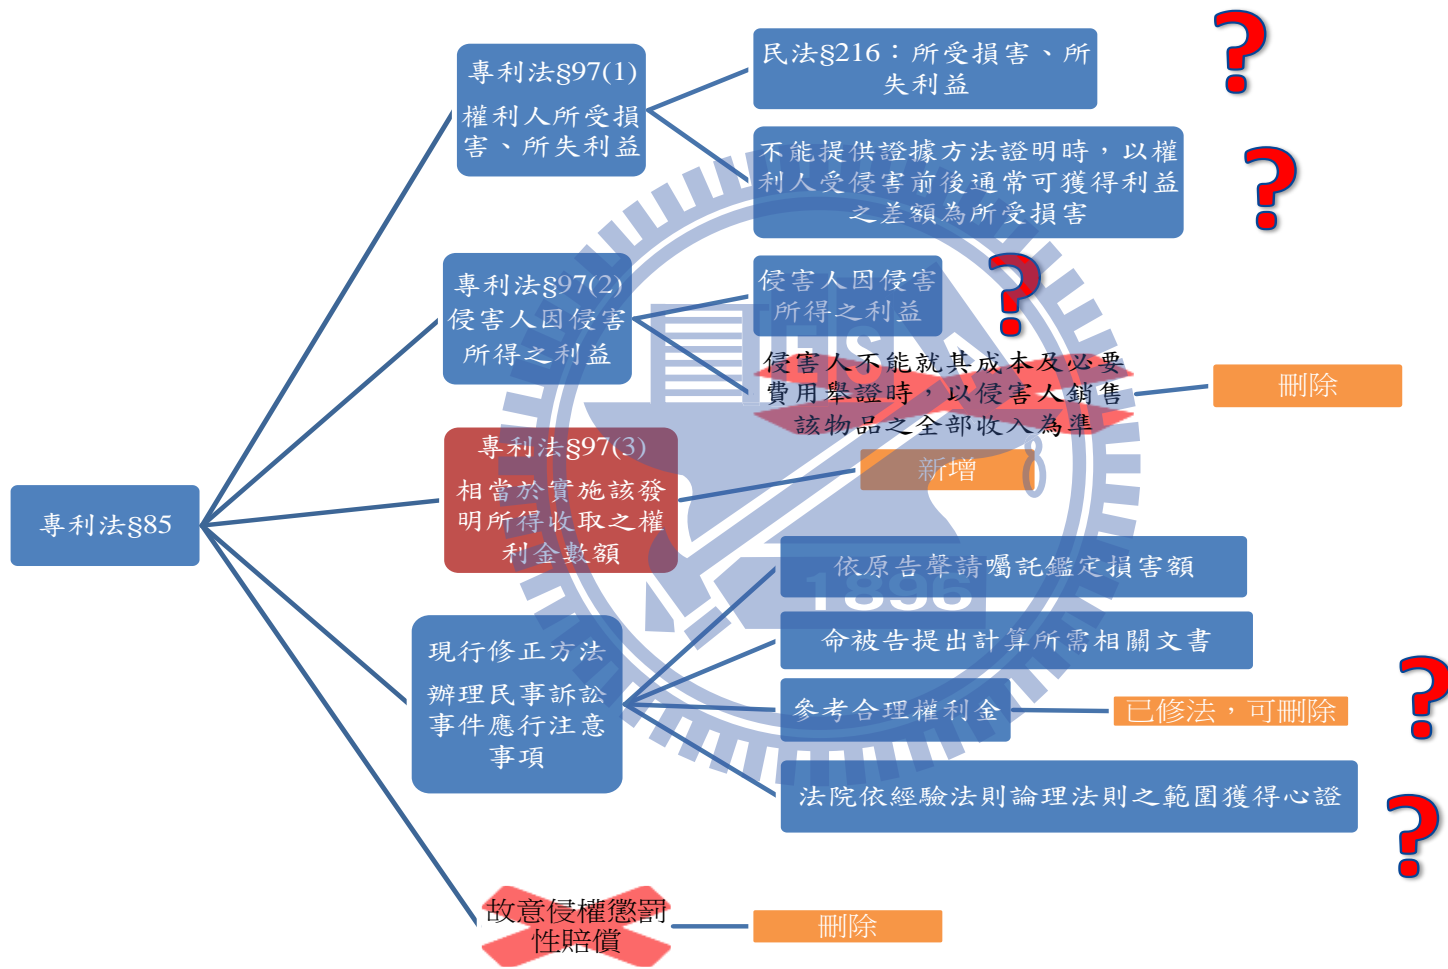 專利法§85
專利法§97(1)
權利人所受損
害、所失利益
民法§216：所受損害、所
失利益
?
不能提供證據方法證明時，以權
利人受侵害前後通常可獲得利益
之差額為所受損害
?
專利法§97(2)
侵害人因侵害
所得之利益
侵害人因侵害
所得之利益
?
侵害人不能就其成本及必要
費用舉證時，以侵害人銷售
該物品之全部收入為準
刪除
專利法§97(3)
相當於實施該發
明所得收取之權
利金數額
新增
現行修正方法
辦理民事訴訟
事件應行注意
事項
依原告聲請囑託鑑定損害額
命被告提出計算所需相關文書
參考合理權利金
已修法，可刪除
?
法院依經驗法則論理法則之範圍獲得心證
?
故意侵權懲罰
性賠償
刪除
ES
1896